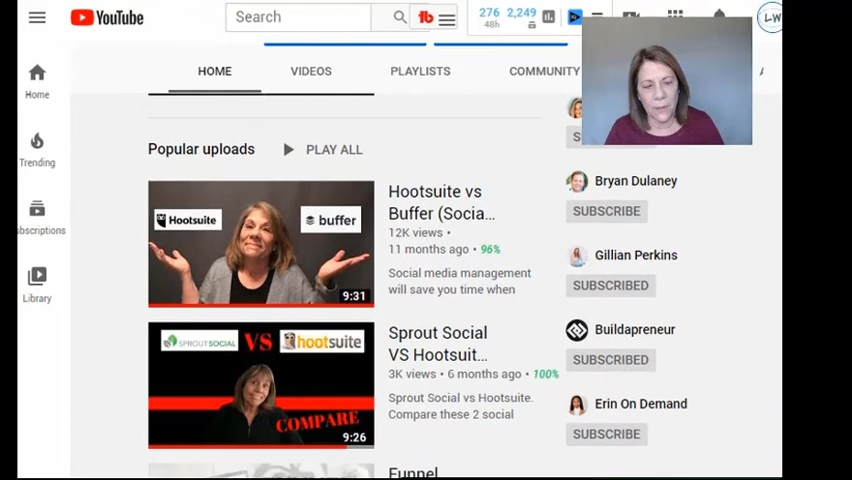 YouTube
Search
tb
276 2,249
48h
LW
HOME VIDEOS PLAYLISTS COMMUNITY
Home
Trending
Subscriptions
Library
Popular uploads PLAY ALL
Hootsuite
buffer
9:31
Hootsuite vs
Buffer (Socia...
12K views •
11 months ago • 96%
Social media management
will save you time when
SPROUTSOCIAL VS hootsuite
COMPARE
9:26
Sprout Social
VS Hootsuit...
3K views • 6 months ago • 100%
Sprout Social vs Hootsuite.
Compare these 2 social
Funnel
Bryan Dulaney
SUBSCRIBE
Gillian Perkins
SUBSCRIBED
Buildapreneur
SUBSCRIBED
Erin On Demand
SUBSCRIBE